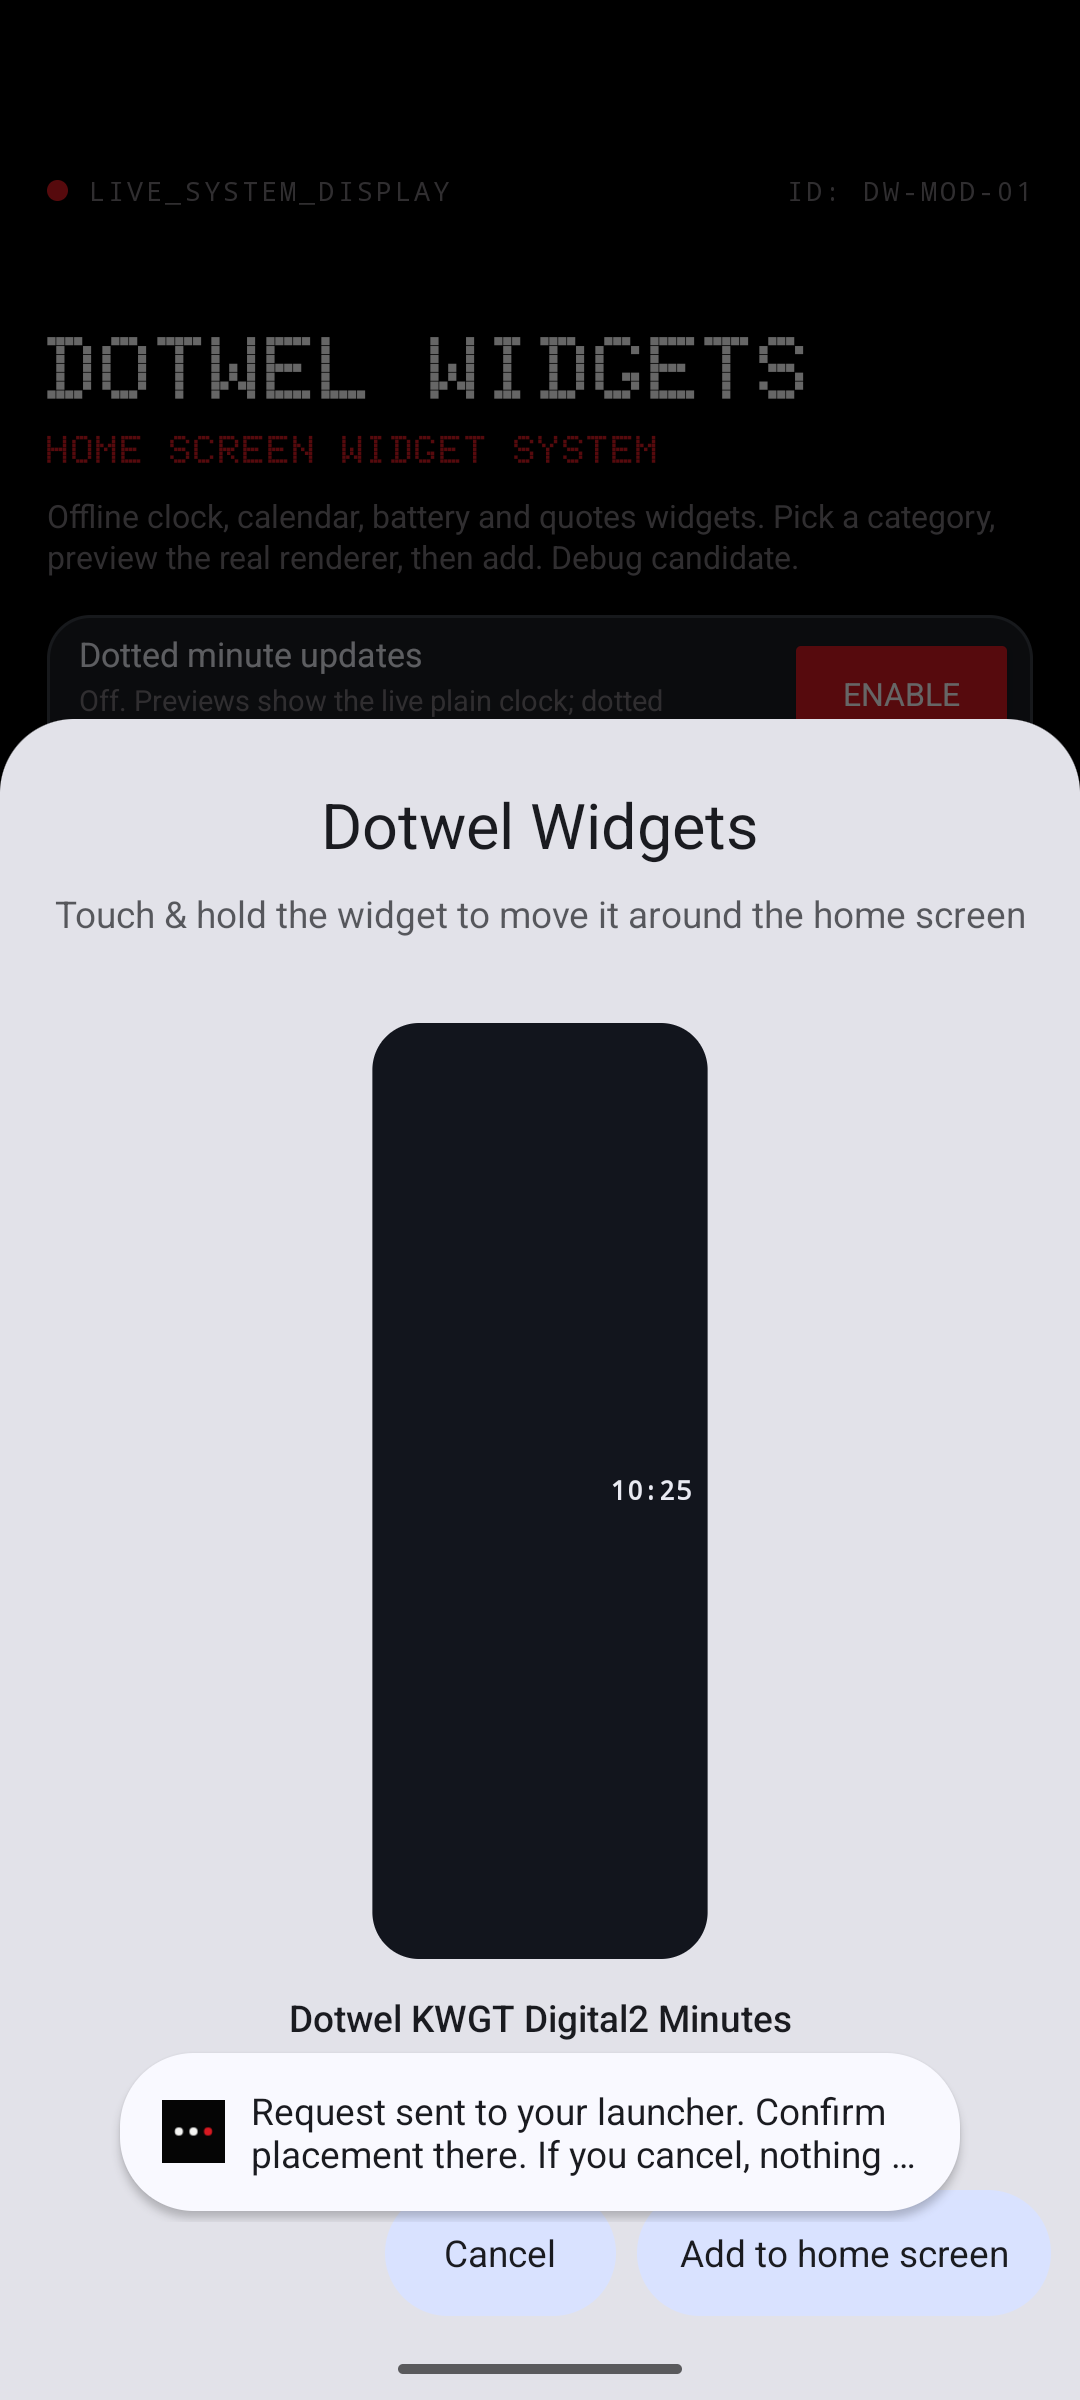 LIVE_SYSTEM_DISPLAY
ID: DW-MOD-01
DOTWEL WIDGETS
HOME SCREEN WIDGET SYSTEM
Offline clock, calendar, battery and quotes widgets. Pick a category,
preview the real renderer, then add. Debug candidate.
Dotted minute updates
Off. Previews show the live plain clock; dotted
ENABLE
Dotwel Widgets
Touch & hold the widget to move it around the home screen
10:25
Dotwel KWGT Digital2 Minutes
Request sent to your launcher. Confirm
placement there. If you cancel, nothing ...
Cancel
Add to home screen